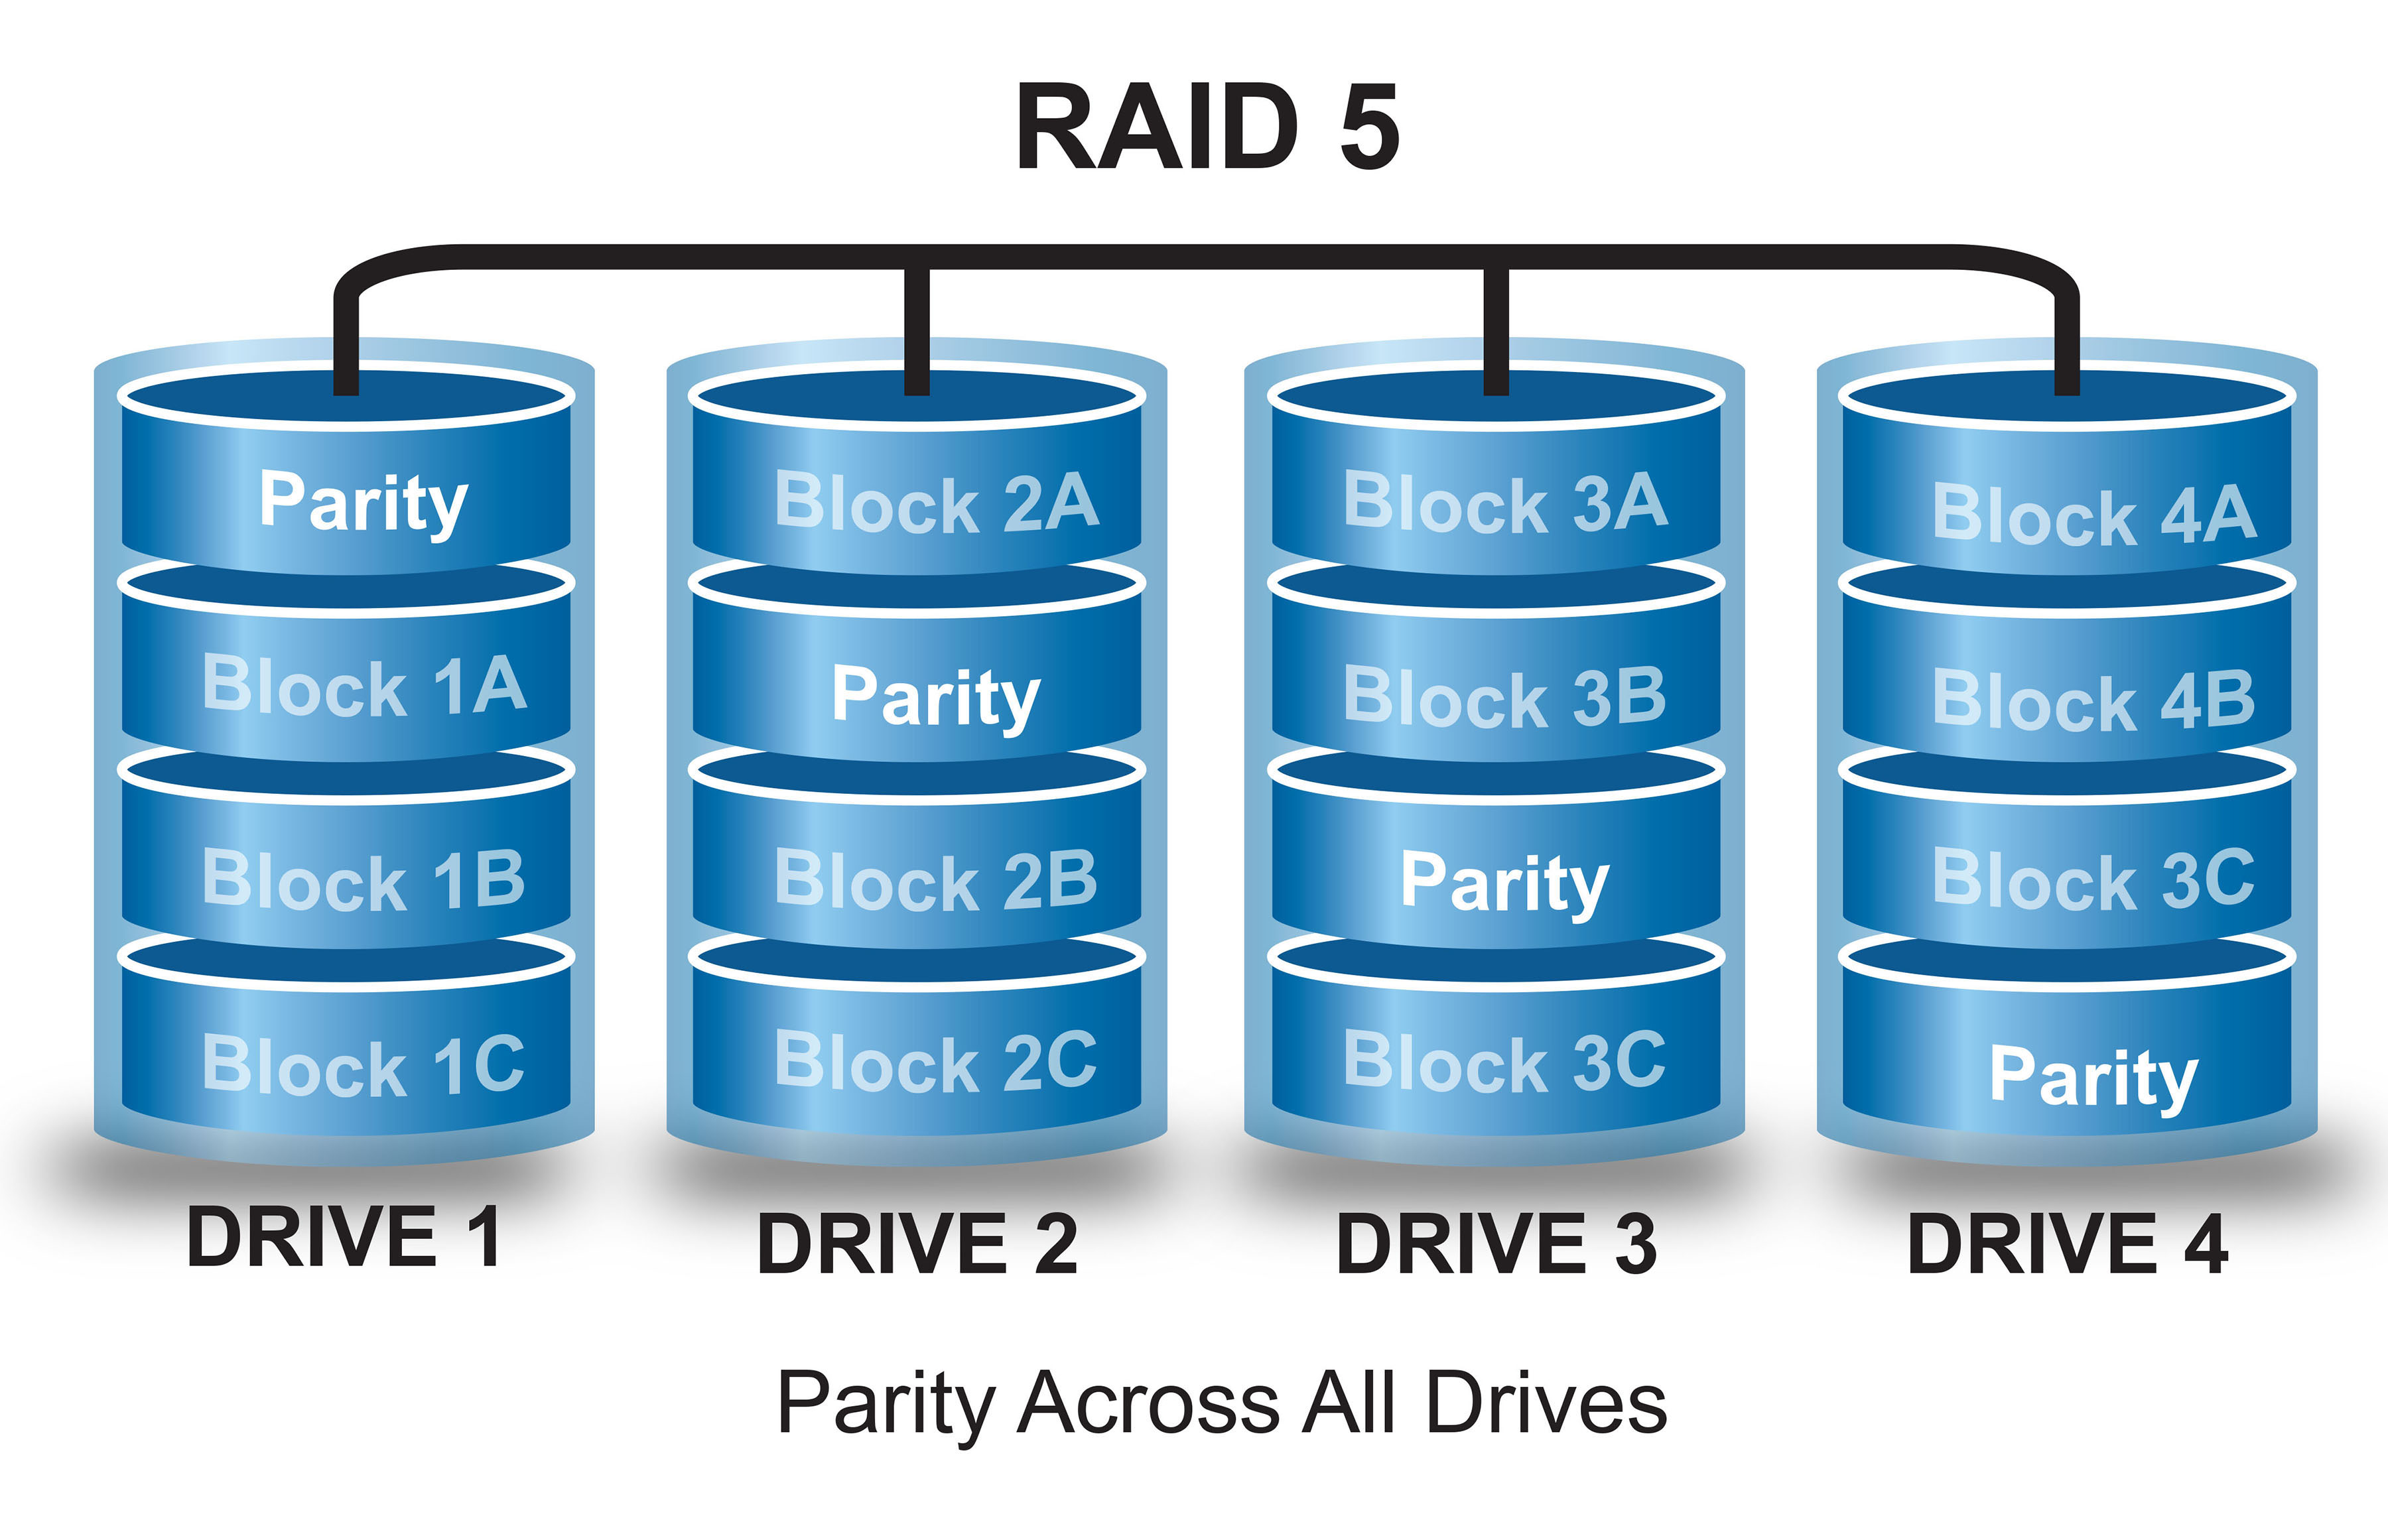 RAID 5
Parity
Block 1A
Block 1B
Block 1C
DRIVE 1
Block 2A
Parity
Block 2B
Block 2C
DRIVE 2
Block 3A
Block 3B
Parity
Block 3C
DRIVE 3
Block 4A
Block 4B
Block 3C
Parity
DRIVE 4
Parity Across All Drives